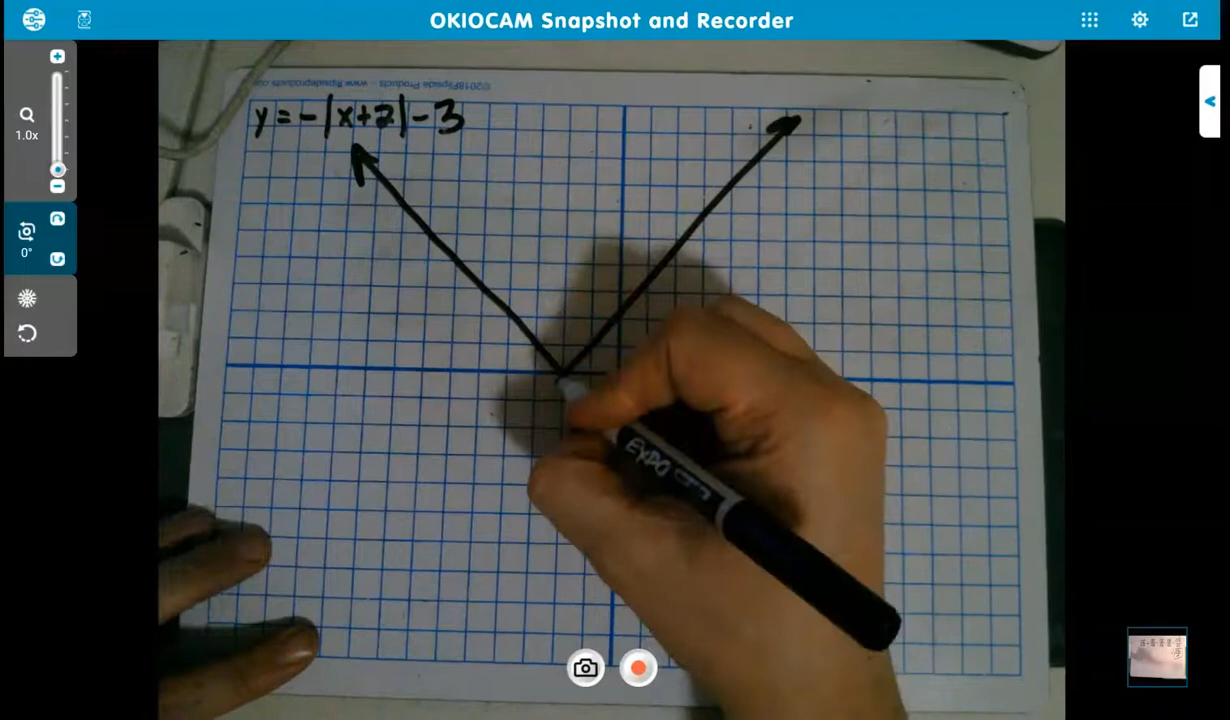 OKIOCAM Snapshot and Recorder
1.0x
0°
y = -|x+2| - 3
EXPO